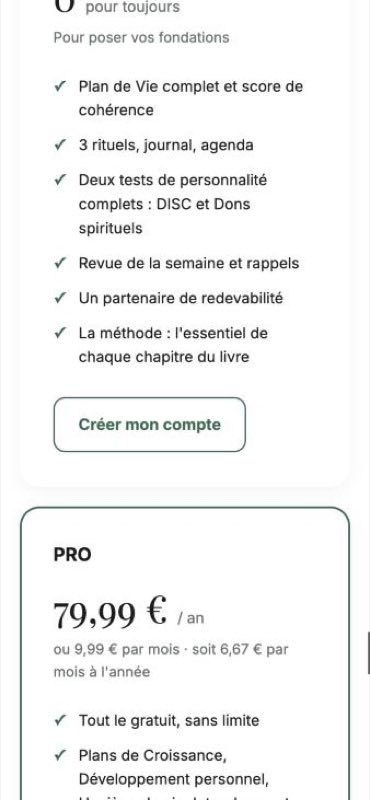 pour toujours
Pour poser vos fondations
✓ Plan de Vie complet et score de
cohérence
✓ 3 rituels, journal, agenda
✓ Deux tests de personnalité
complets : DISC et Dons
spirituels
✓ Revue de la semaine et rappels
✓ Un partenaire de redevabilité
✓ La méthode : l'essentiel de
chaque chapitre du livre
Créer mon compte
PRO
79,99 € / an
ou 9,99 € par mois · soit 6,67 € par
mois à l'année
✓ Tout le gratuit, sans limite
✓ Plans de Croissance,
Développement personnel,